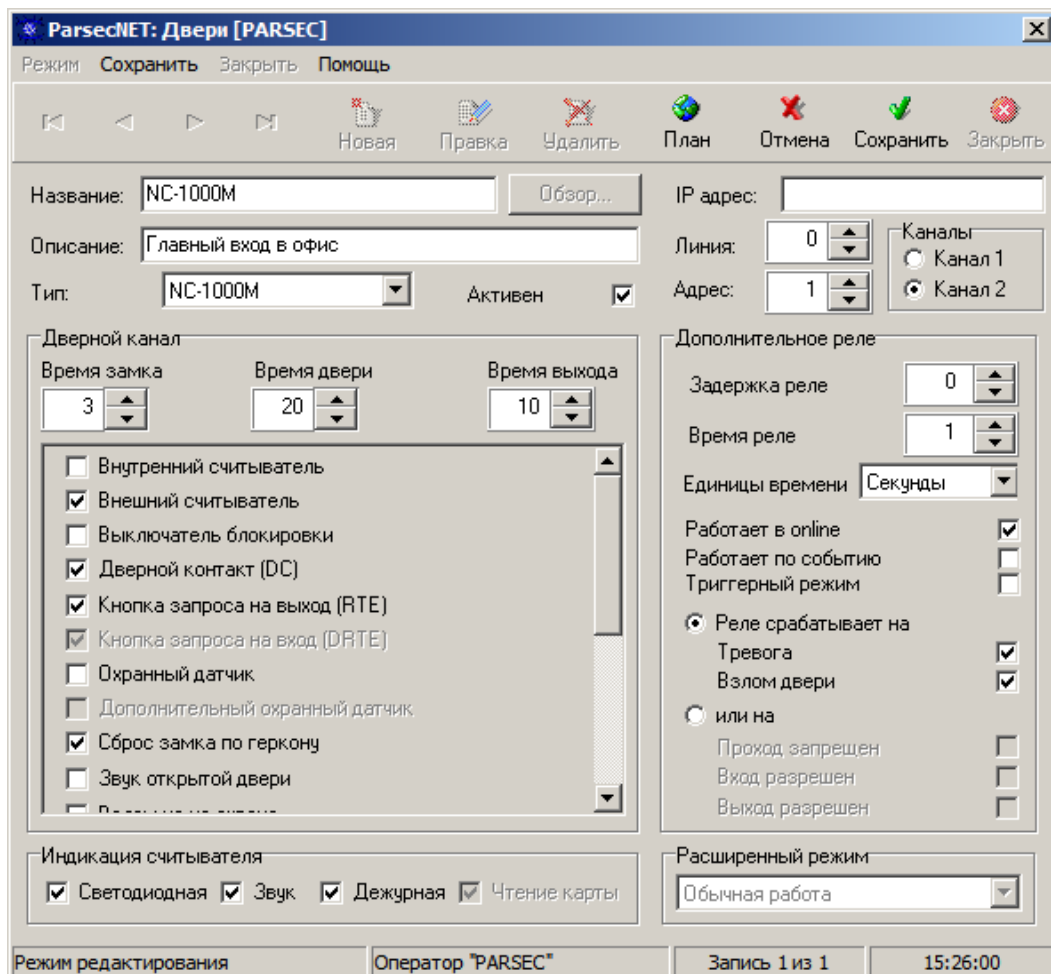 ParsecNET: Двери [PARSEC]
Режим Сохранить Закрыть Помощь
Новая Правка Удалить План Отмена Сохранить Закрыть
Название: NC-1000M Обзор... IP адрес:
Описание: Главный вход в офис Линия: 0 Каналы
Канал 1
Тип: NC-1000M Активен Адрес: 1 Канал 2
Дверной канал
Время замка Время двери Время выхода
3 20 10
Внутренний считыватель
Внешний считыватель
Выключатель блокировки
Дверной контакт (DC)
Кнопка запроса на выход (RTE)
Кнопка запроса на вход (DRTE)
Охранный датчик
Дополнительный охранный датчик
Сброс замка по геркону
Звук открытой двери
Дополнительное реле
Задержка реле 0
Время реле 1
Единицы времени Секунды
Работает в online
Работает по событию
Триггерный режим
Реле срабатывает на
Тревога
Взлом двери
или на
Проход запрещен
Вход разрешен
Выход разрешен
Индикация считывателя
Светодиодная Звук Дежурная Чтение карты
Расширенный режим
Обычная работа
Режим редактирования Оператор "PARSEC" Запись 1 из 1 15:26:00